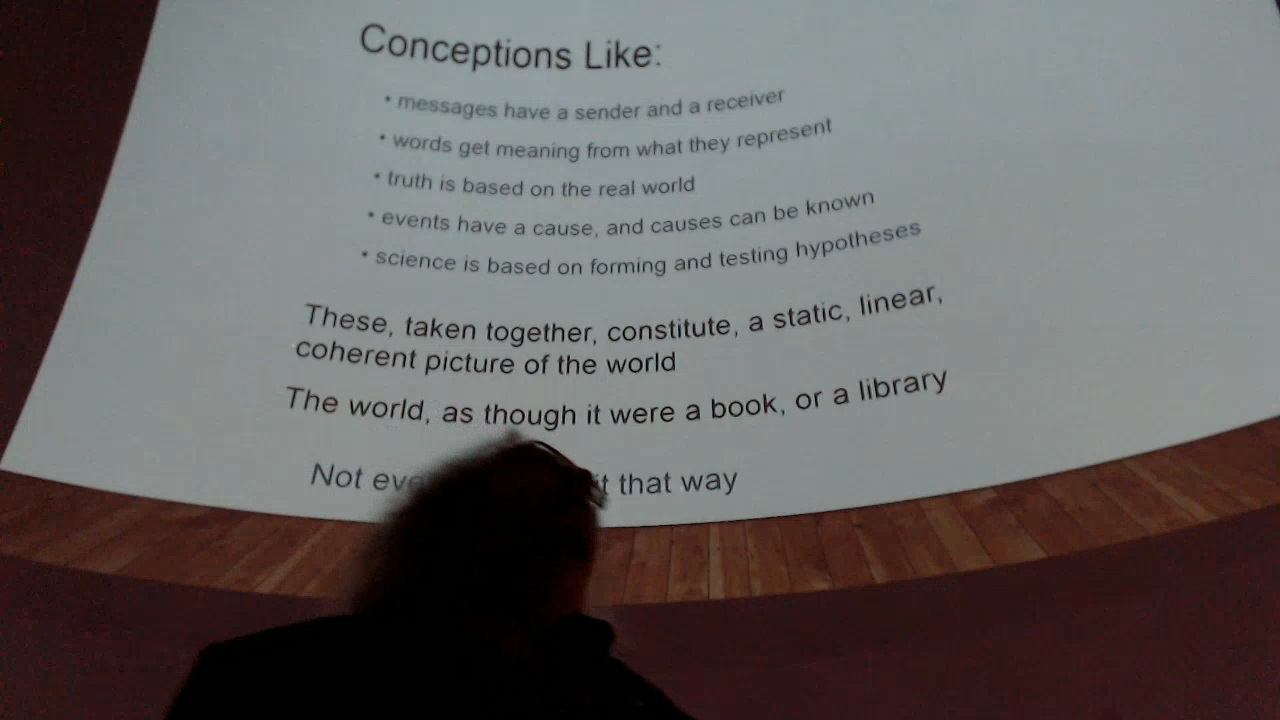 Conceptions Like:
• messages have a sender and a receiver
• words get meaning from what they represent
• truth is based on the real world
• events have a cause, and causes can be known
• science is based on forming and testing hypotheses
These, taken together, constitute, a static, linear,
coherent picture of the world
The world, as though it were a book, or a library
Not that way